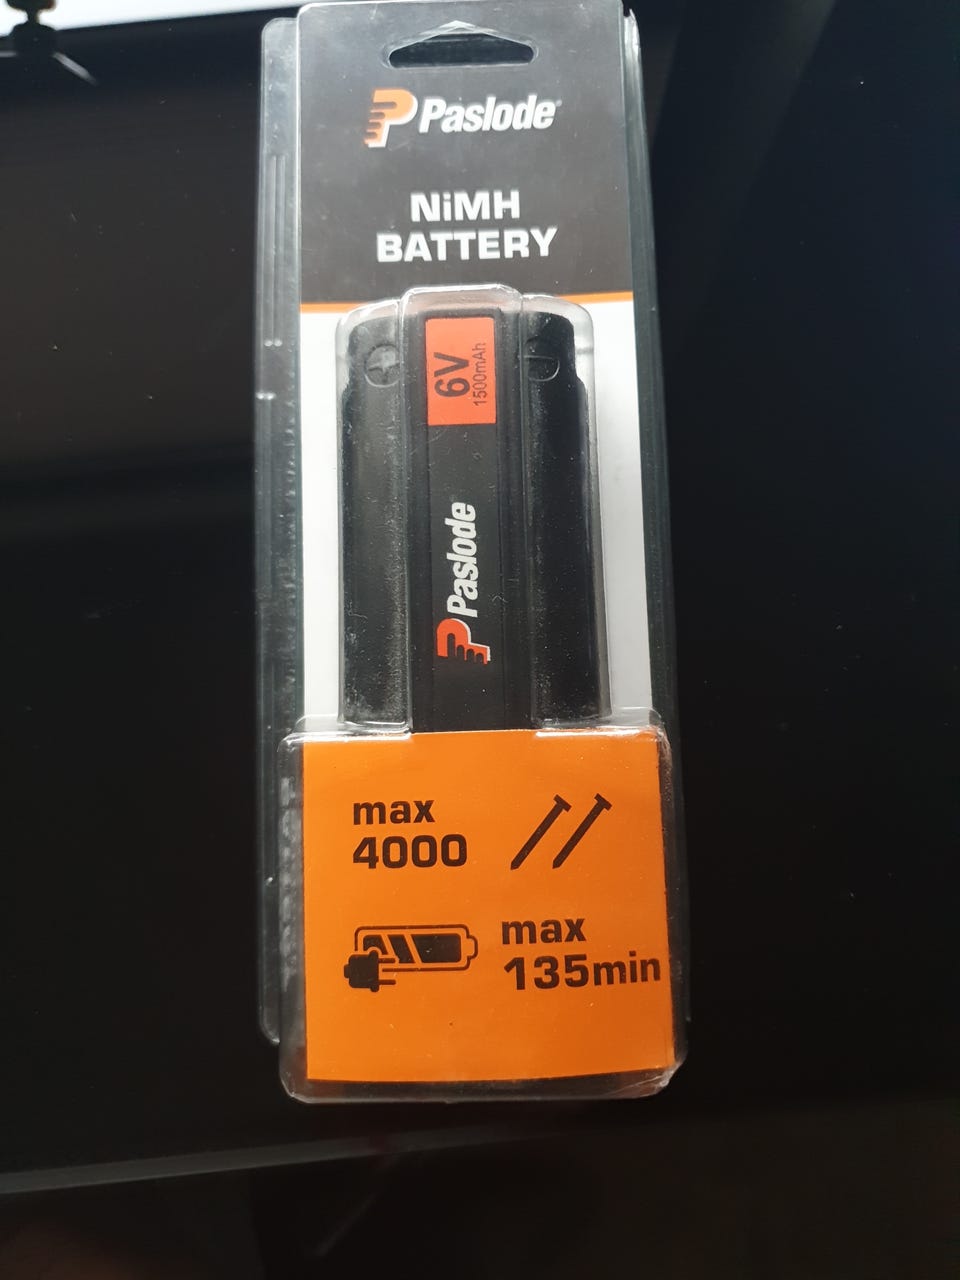 Paslode
NiMH
BATTERY
6V
1500mAh
Paslode
max
4000
max
135min